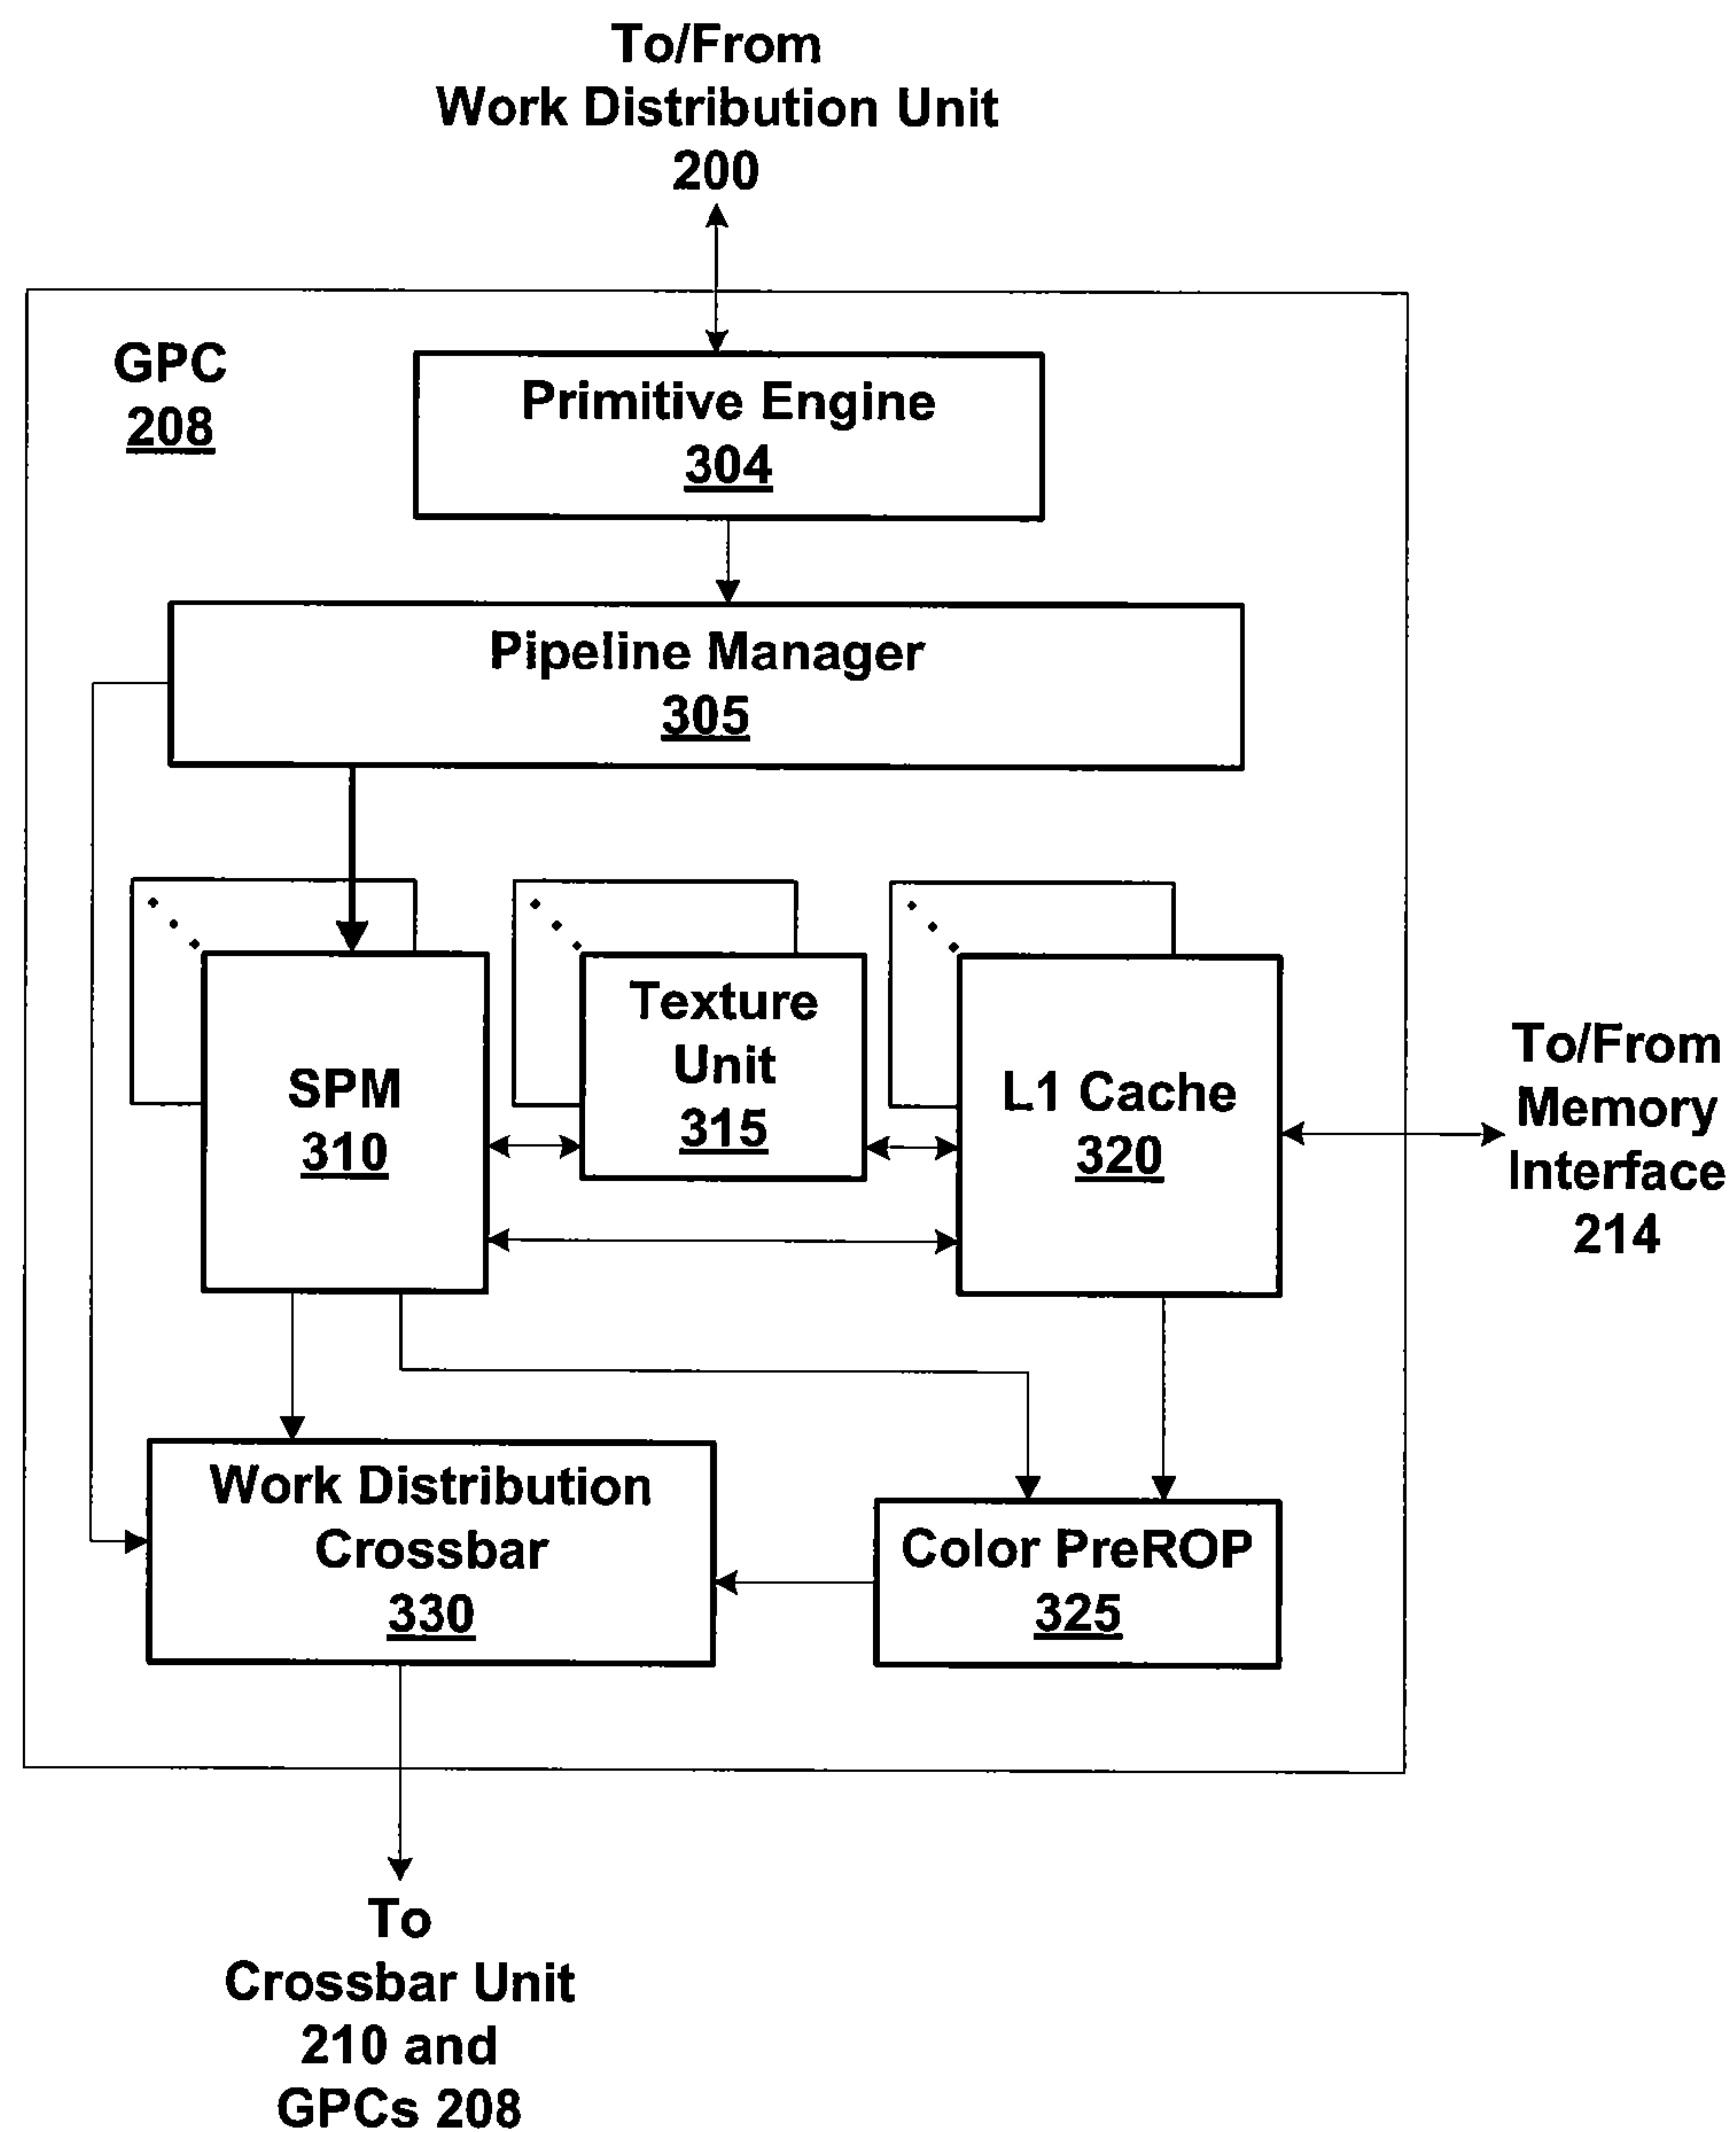 To/From
Work Distribution Unit
200
GPC
208
Primitive Engine
304
Pipeline Manager
305
SPM
310
Texture
Unit
315
L1 Cache
320
To/From
Memory
Interface
214
Work Distribution
Crossbar
330
Color PreROP
325
To
Crossbar Unit
210 and
GPCs 208